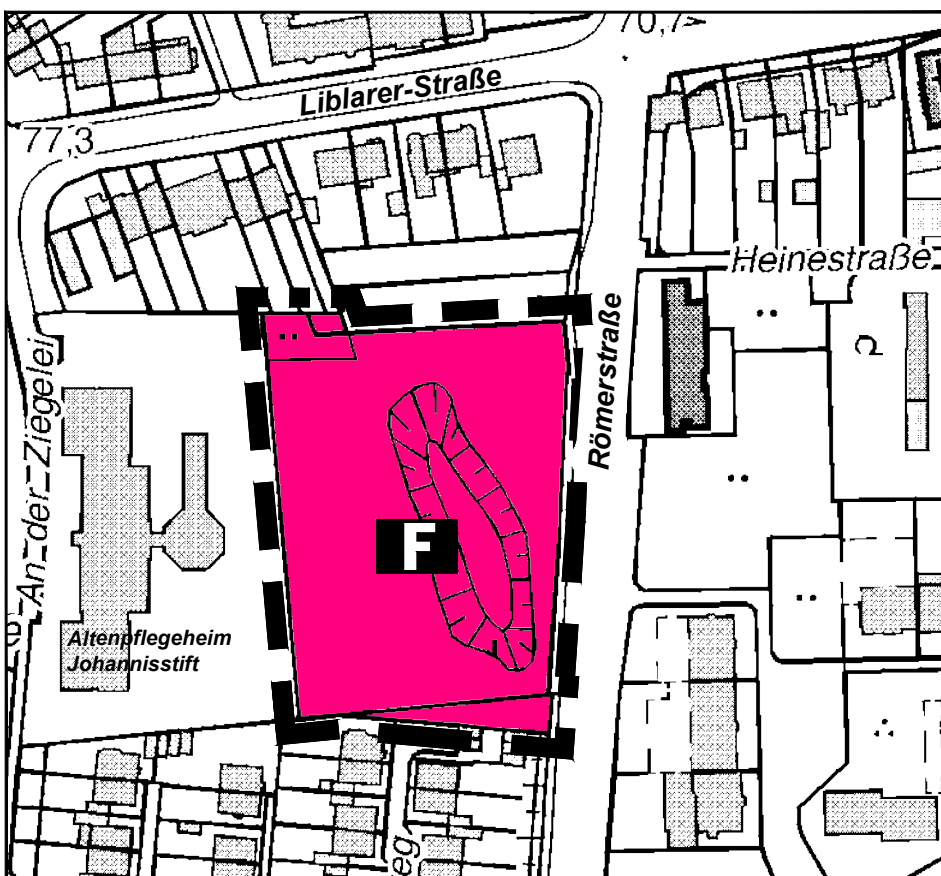 70,7
Liblarer-Straße
77,3
Heinestraße
Römerstraße
An der Ziegelei
F
Altenpflegeheim
Johannisstift
eg